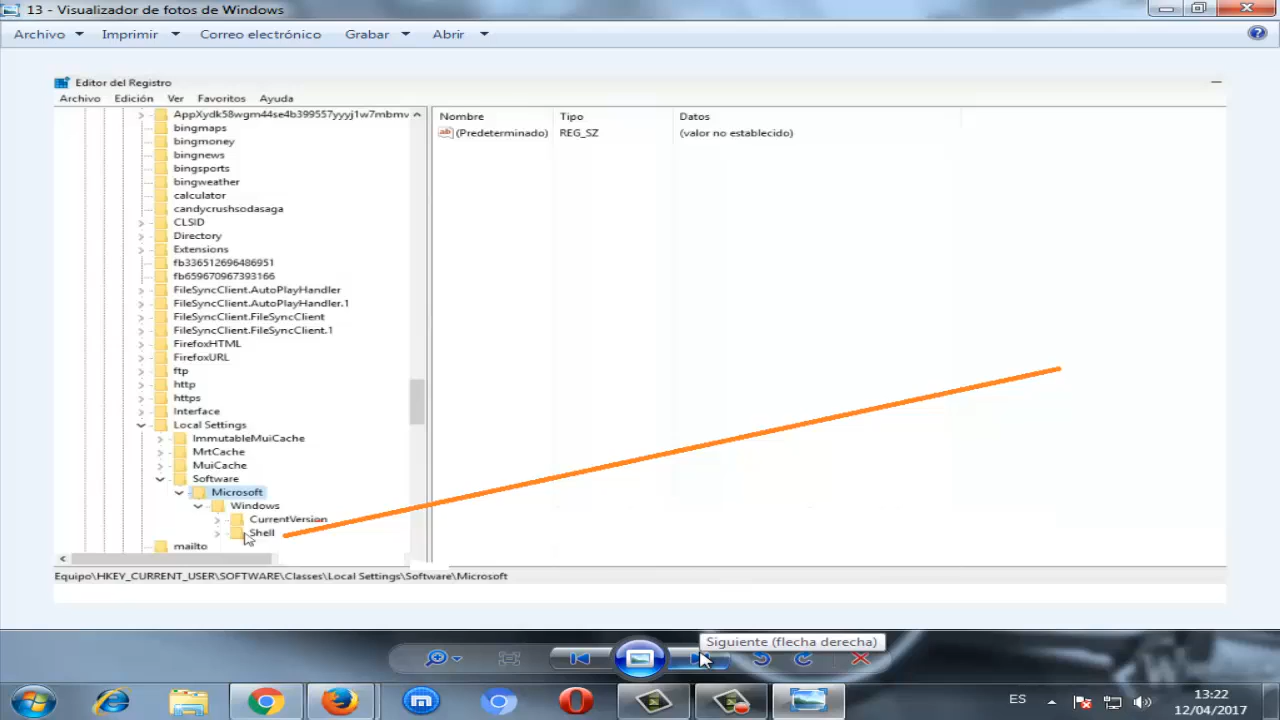 13 - Visualizador de fotos de Windows
Archivo Imprimir Correo electrónico Grabar Abrir
Editor del Registro
Archivo Edición Ver Favoritos Ayuda
AppXydk58wgm44se4b399557yyyj1w7mbmv
bingmaps
bingmoney
bingnews
bingsports
bingweather
calculator
candycrushsodasaga
CLSID
Directory
Extensions
fb336512696486951
fb659670967393166
FileSyncClient.AutoPlayHandler
FileSyncClient.AutoPlayHandler.1
FileSyncClient.FileSyncClient
FileSyncClient.FileSyncClient.1
FirefoxHTML
FirefoxURL
ftp
http
https
Interface
Local Settings
ImmutableMuiCache
MrtCache
MuiCache
Software
Microsoft
Windows
CurrentVersion
Shell
mailto
Nombre Tipo Datos
(Predeterminado) REG_SZ (valor no establecido)
Equipo\HKEY_CURRENT_USER\SOFTWARE\Classes\Local Settings\Software\Microsoft
Siguiente (flecha derecha)
ES
13:22
12/04/2017